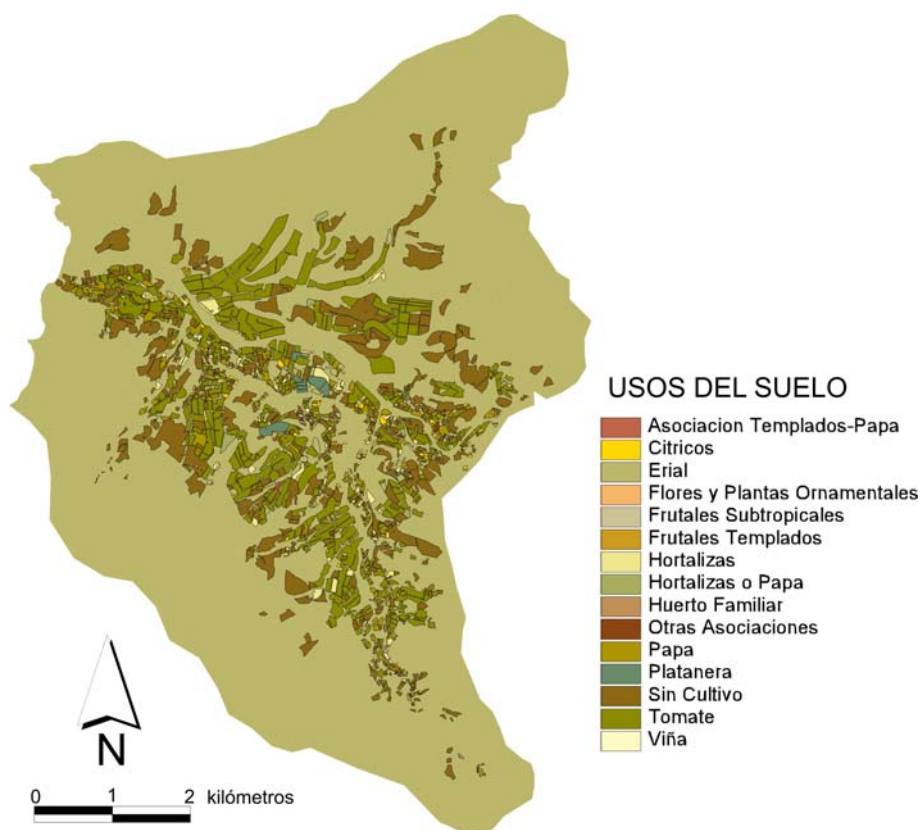 USOS DEL SUELO
Asociacion Templados-Papa
Citricos
Erial
Flores y Plantas Ornamentales
Frutales Subtropicales
Frutales Templados
Hortalizas
Hortalizas o Papa
Huerto Familiar
Otras Asociaciones
Papa
Platanera
Sin Cultivo
Tomate
Viña
N
0 1 2 kilómetros